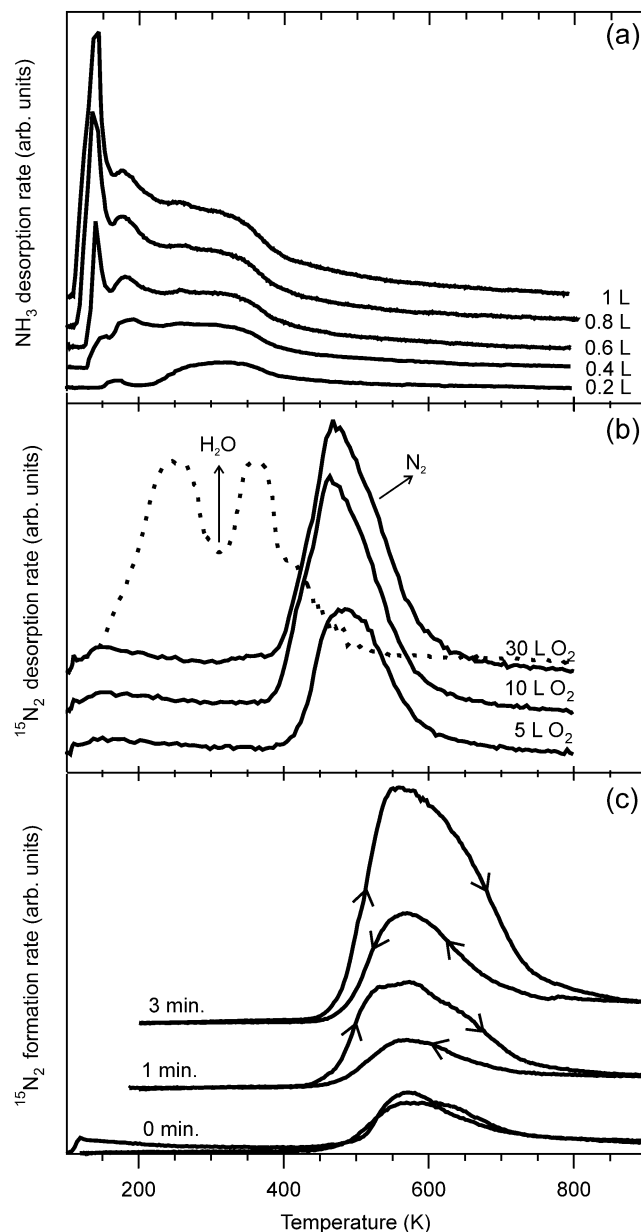 (a)
NH₃ desorption rate (arb. units)
1 L
0.8 L
0.6 L
0.4 L
0.2 L
(b)
¹⁵N₂ desorption rate (arb. units)
H₂O
N₂
30 L O₂
10 L O₂
5 L O₂
(c)
¹⁵N₂ formation rate (arb. units)
3 min.
1 min.
0 min.
200 400 600 800
Temperature (K)